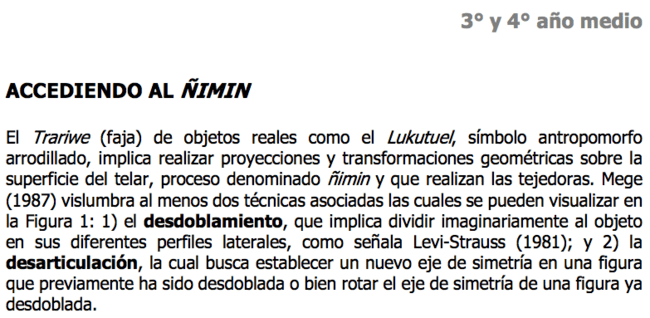 3° y 4° año medio
ACCEDIENDO AL ÑIMIN
El Trariwe (faja) de objetos reales como el Lukutuel, símbolo antropomorfo
arrodillado, implica realizar proyecciones y transformaciones geométricas sobre la
superficie del telar, proceso denominado ñimin y que realizan las tejedoras. Mege
(1987) vislumbra al menos dos técnicas asociadas las cuales se pueden visualizar en
la Figura 1: 1) el desdoblamiento, que implica dividir imaginariamente al objeto
en sus diferentes perfiles laterales, como señala Levi-Strauss (1981); y 2) la
desarticulación, la cual busca establecer un nuevo eje de simetría en una figura
que previamente ha sido desdoblada o bien rotar el eje de simetría de una figura ya
desdoblada.